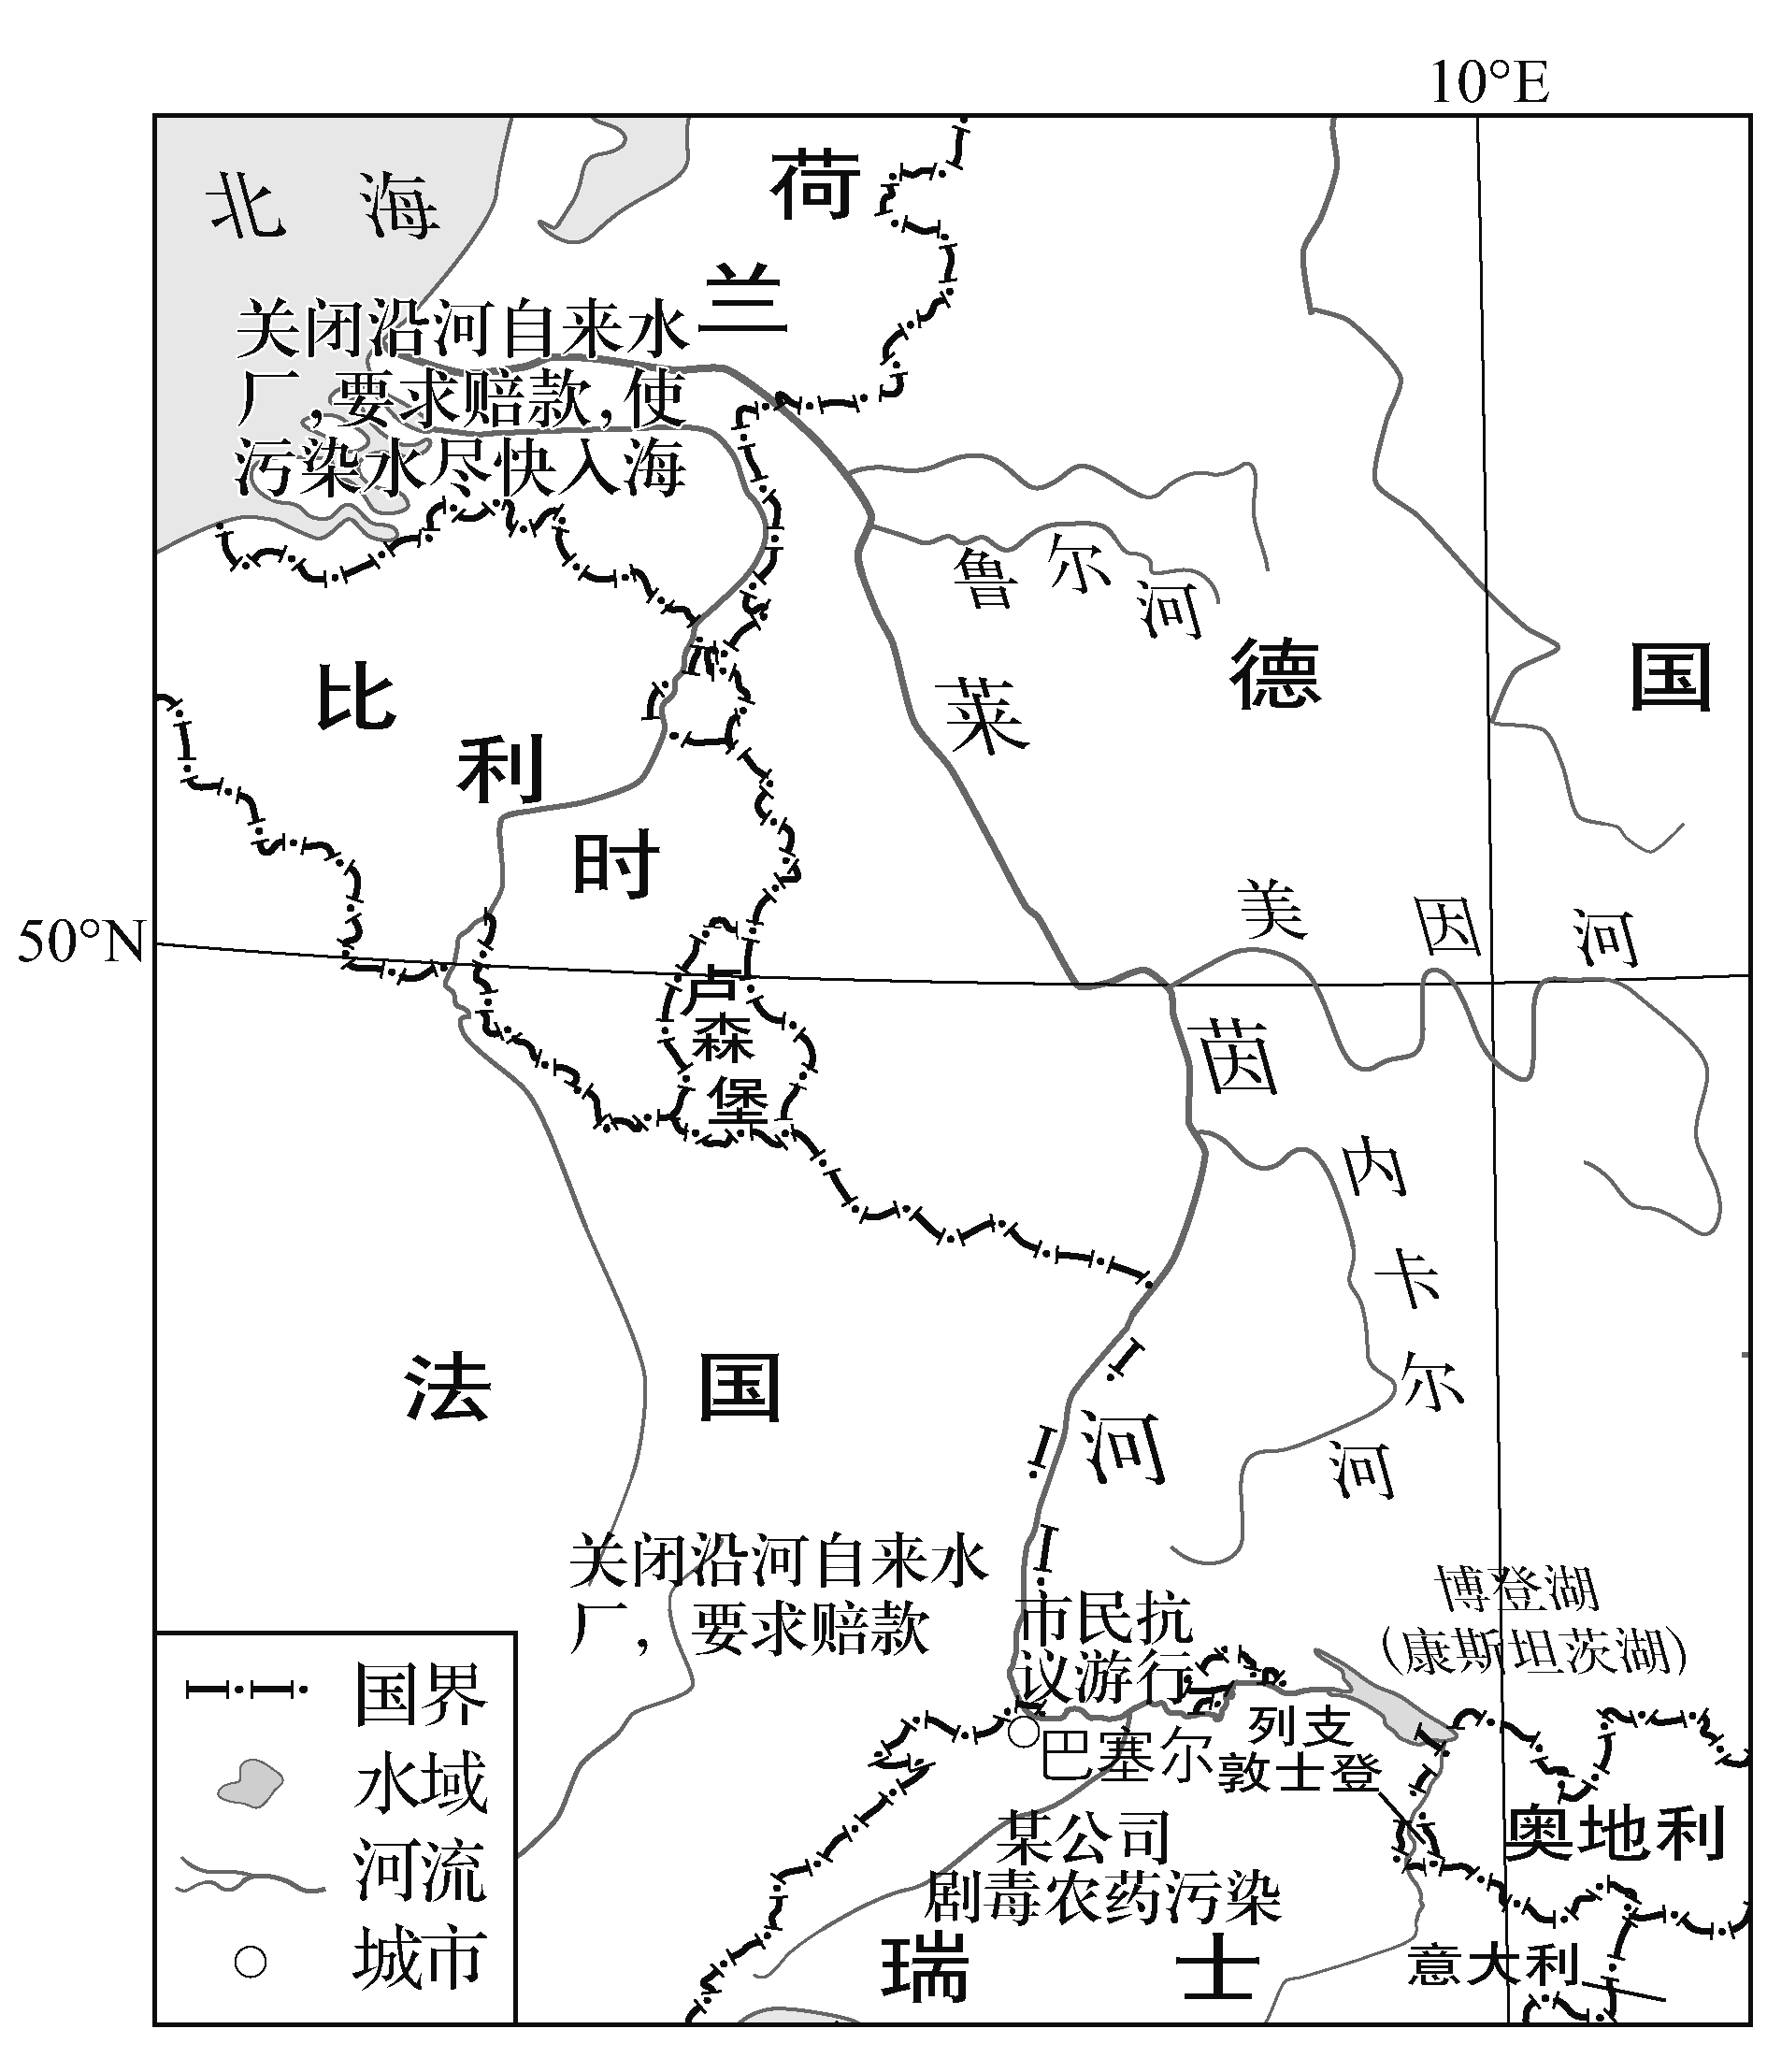 10°E
北 海
荷
兰
关闭沿河自来水
厂,要求赔款,使
污染水尽快入海
鲁尔河
德 国
比
利
时
莱
茵
河
美因河
50°N
卢
森
堡
内
卡
尔
河
法 国
关闭沿河自来水
厂，要求赔款
市民抗
议游行
博登湖
(康斯坦茨湖)
巴塞尔
列支
敦士登
某公司
剧毒农药污染
奥地利
瑞 士
意大利
国界
水域
河流
城市